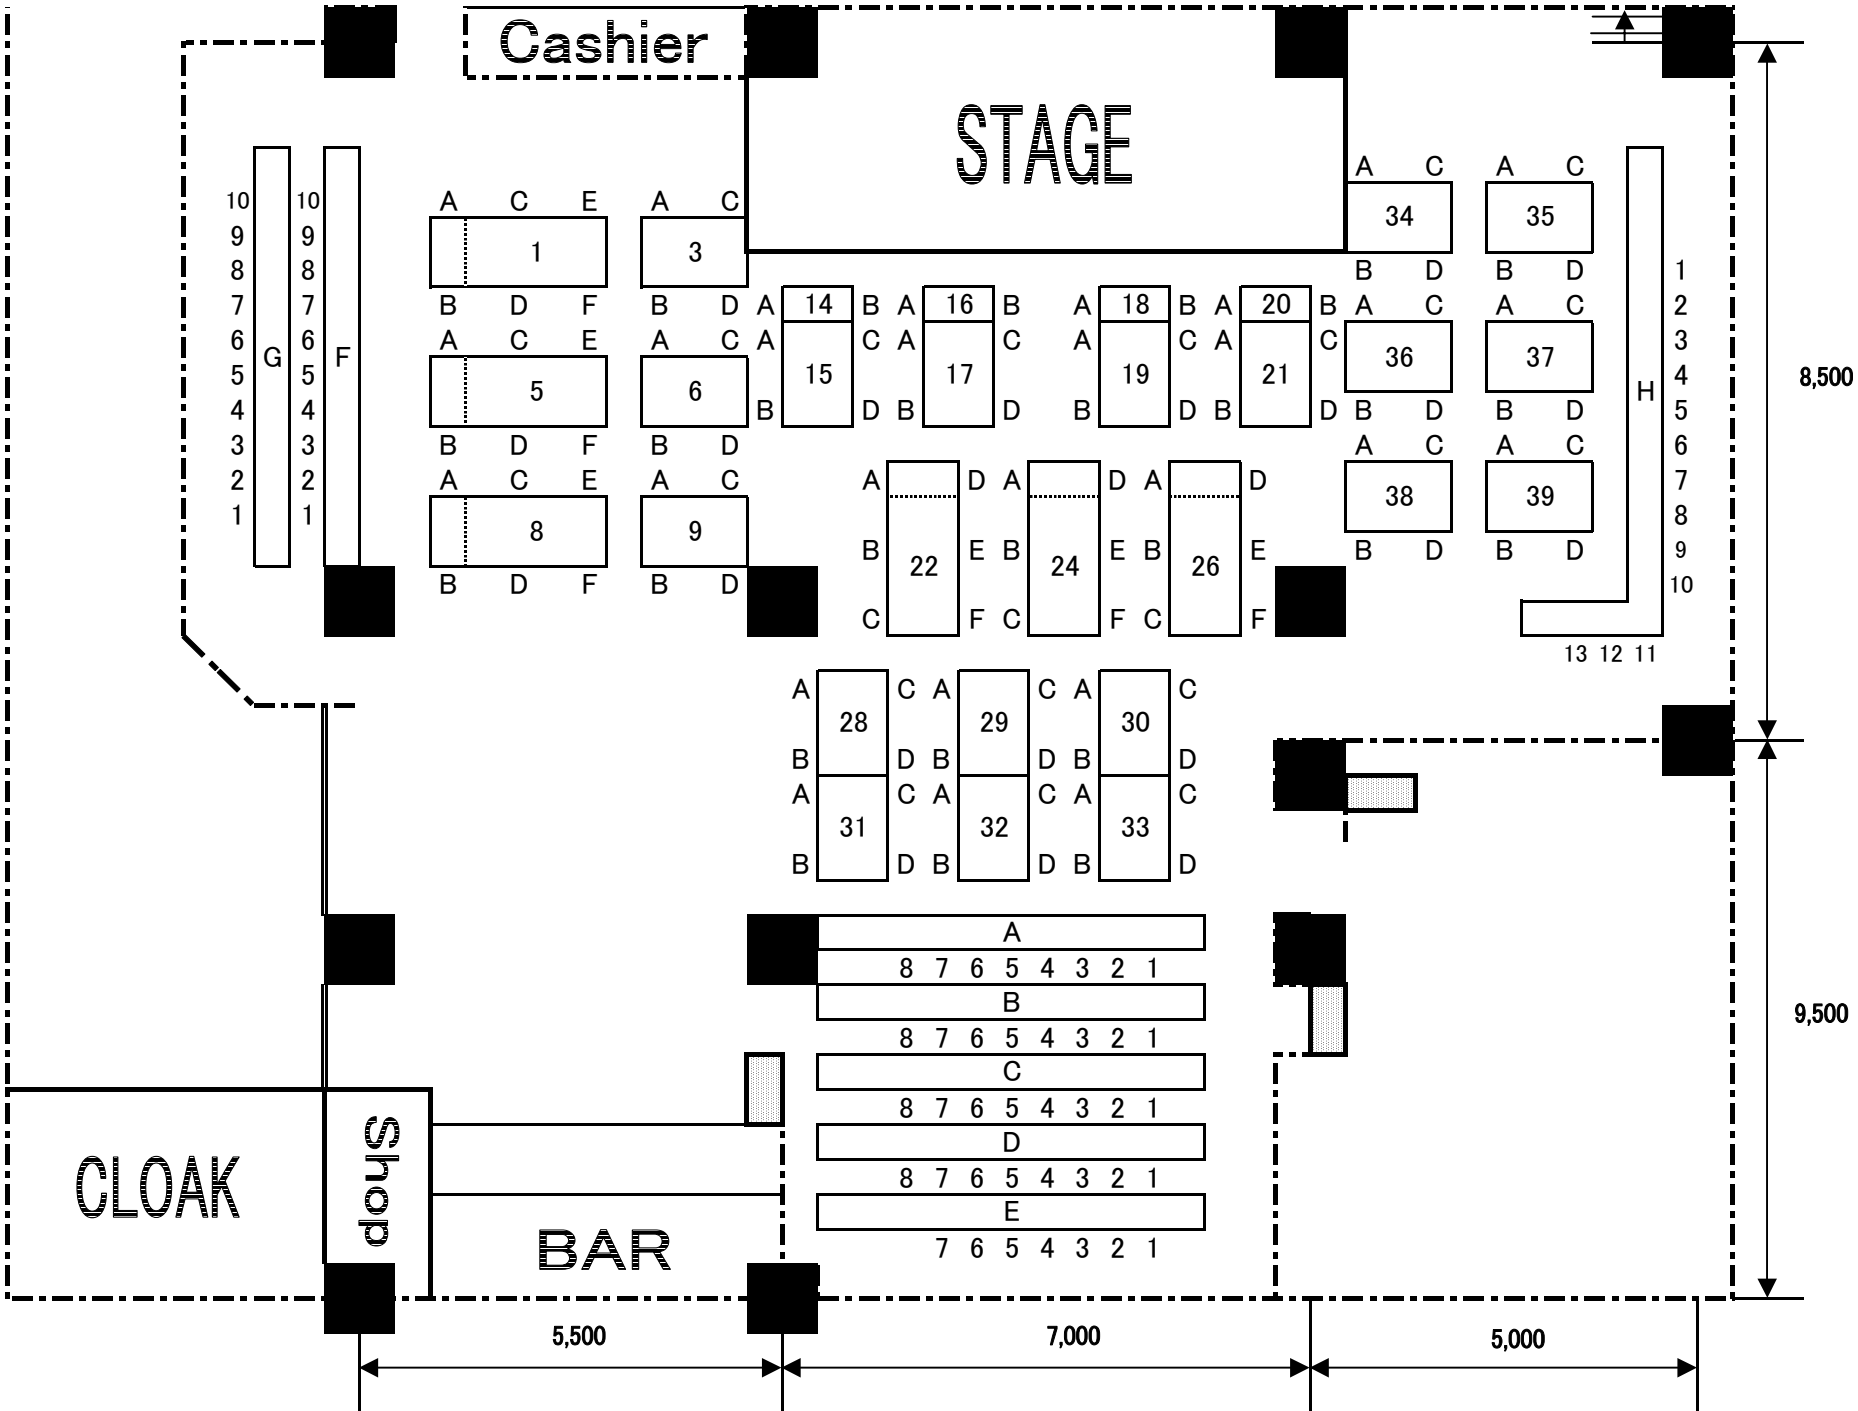 Cashier
STAGE
A C A C
34 35
B D B D
A C E A C
1 3
B D F B D
A C A C
36 37
B D B D
A 14 B A 16 B A 18 B A 20 B
A C A C A C A C
15 17 19 21
B D B D B D B D
A C E A C
5 6
B D F B D
A C A C
38 39
B D B D
A C E A C
8 9
B D F B D
10 10
9 9
8 8
7 7
6 6
5 5
4 4
3 3
2 2
1 1
G F
H
1
2
3
4
5
6
7
8
9
10
13 12 11
A D A D A D
B E B E B E
22 24 26
C F C F C F
A C A C A C
28 29 30
B D B D B D
A C A C A C
31 32 33
B D B D B D
A
8 7 6 5 4 3 2 1
B
8 7 6 5 4 3 2 1
C
8 7 6 5 4 3 2 1
D
8 7 6 5 4 3 2 1
E
7 6 5 4 3 2 1
CLOAK
Shop
BAR
8,500
9,500
5,500 7,000 5,000